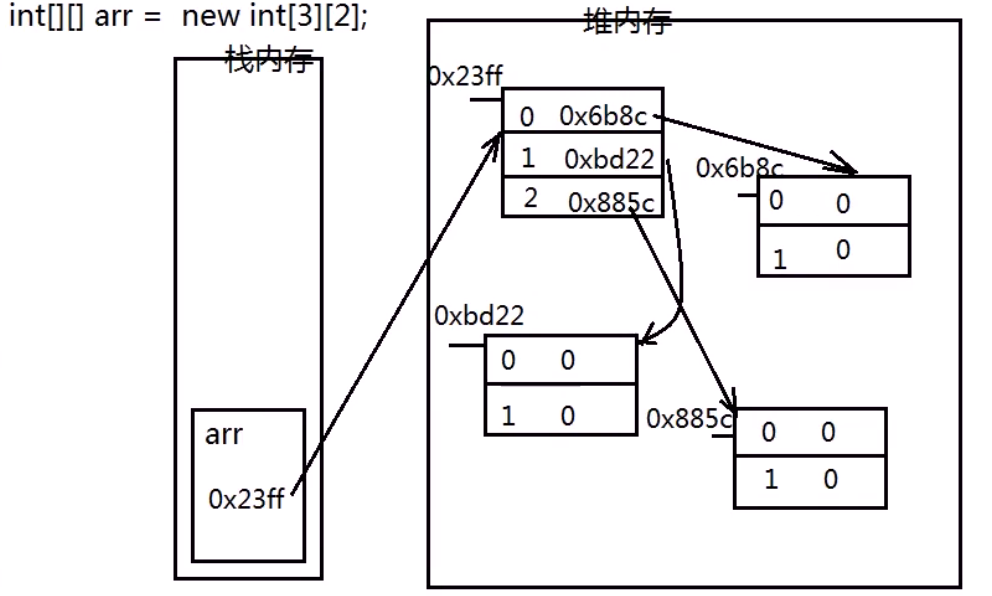 int[][] arr = new int[3][2];
栈内存
堆内存
0x23ff
0 0x6b8c
1 0xbd22
2 0x885c
0x6b8c
0 0
1 0
0xbd22
0 0
1 0
0x885c
0 0
1 0
arr
0x23ff